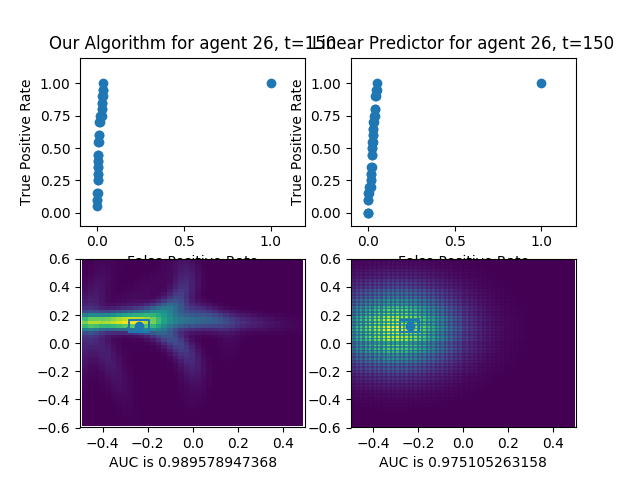 Our Algorithm for agent 26, t=150
Linear Predictor for agent 26, t=150
True Positive Rate
1.00
0.75
0.50
0.25
0.00
0.0 0.5 1.0
False Positive Rate
True Positive Rate
1.00
0.75
0.50
0.25
0.00
0.0 0.5 1.0
False Positive Rate
0.6
0.4
0.2
0.0
−0.2
−0.4
−0.6
−0.4 −0.2 0.0 0.2 0.4
AUC is 0.989578947368
0.6
0.4
0.2
0.0
−0.2
−0.4
−0.6
−0.4 −0.2 0.0 0.2 0.4
AUC is 0.975105263158